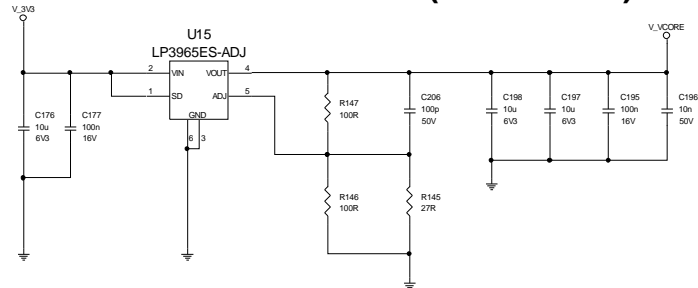 V_3V3
U15
LP3965ES-ADJ
V_VCORE
2 VIN VOUT 4
1 SD ADJ 5
GND
6 3
C176
10u
6V3
C177
100n
16V
R147
100R
C206
100p
50V
C198
10u
6V3
C197
10u
6V3
C195
100n
16V
C196
10n
50V
R146
100R
R145
27R